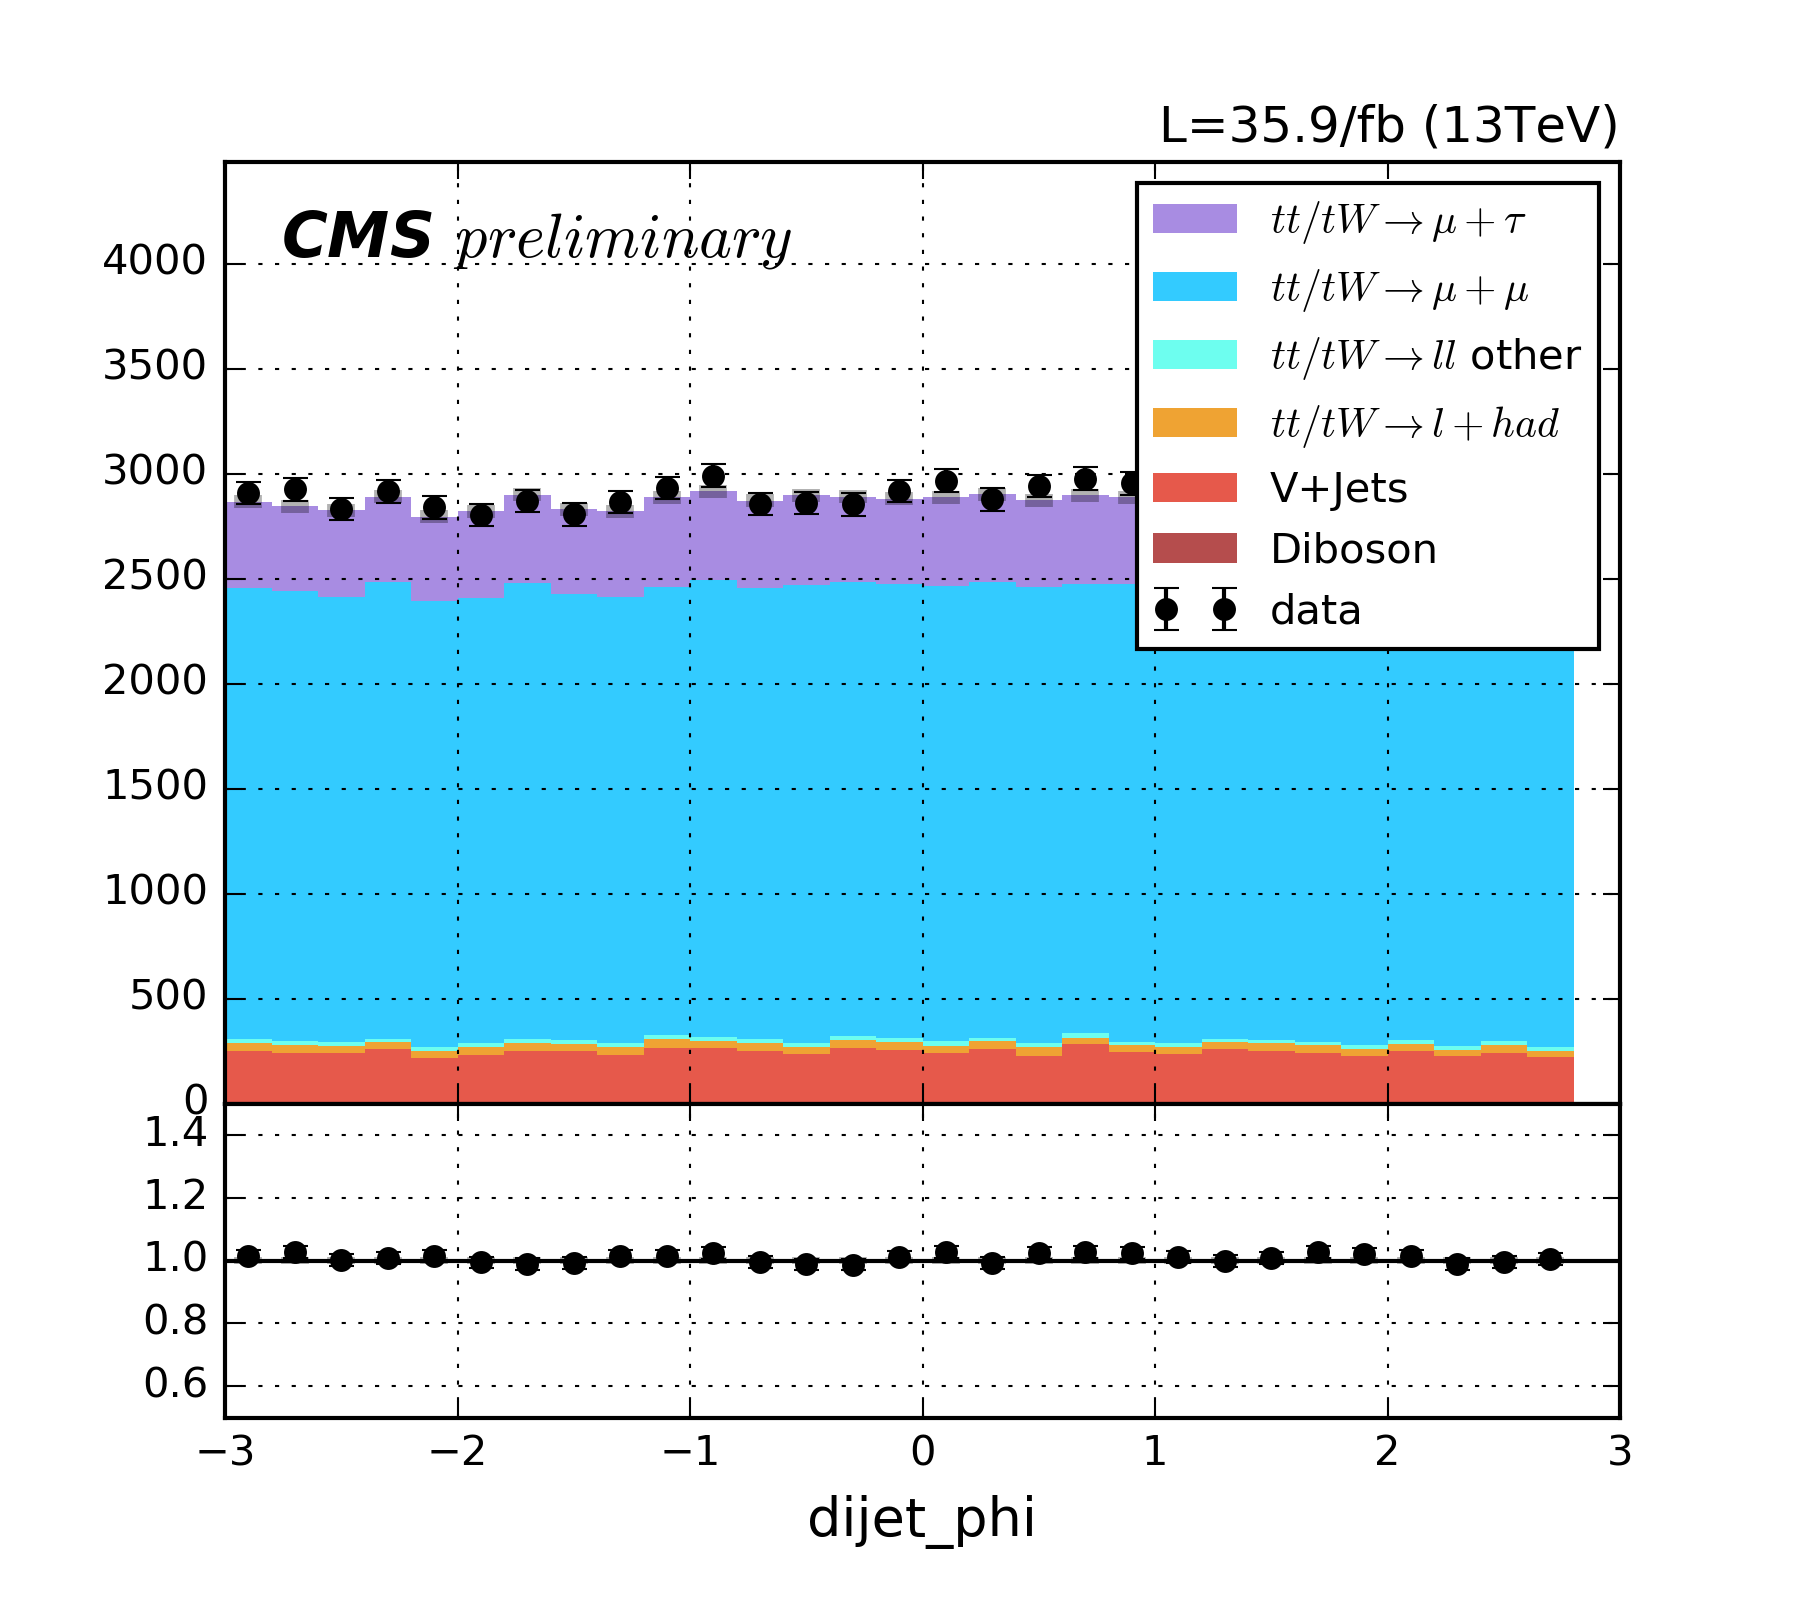 L=35.9/fb (13TeV)
CMS preliminary
tt/tW→μ+τ
tt/tW→μ+μ
tt/tW→ll other
tt/tW→l+had
V+Jets
Diboson
data
4000
3500
3000
2500
2000
1500
1000
500
0
1.4
1.2
1.0
0.8
0.6
−3 −2 −1 0 1 2 3
dijet_phi